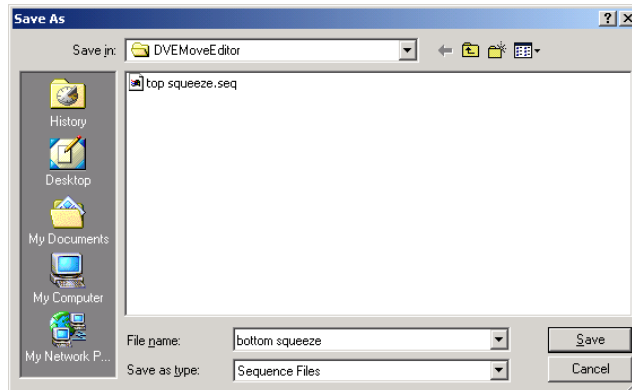 Save As
Save in: DVEMoveEditor
top squeeze.seq
History
Desktop
My Documents
My Computer
My Network P...
File name: bottom squeeze Save
Save as type: Sequence Files Cancel